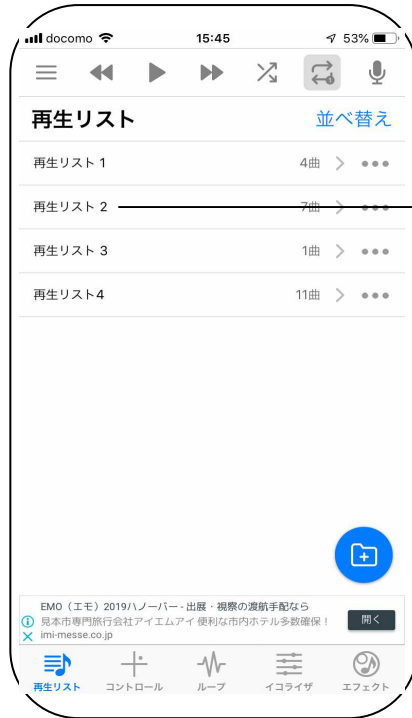 docomo 15:45 53%
再生リスト 並べ替え
再生リスト 1 4曲
再生リスト 2 7曲
再生リスト 3 1曲
再生リスト4 11曲
EMO（エモ）2019ハノーバー - 出展・視察の渡航手配なら
見本市専門旅行会社アイエムアイ 便利な市内ホテル多数確保！
imi-messe.co.jp
開く
再生リスト コントロール ループ イコライザ エフェクト